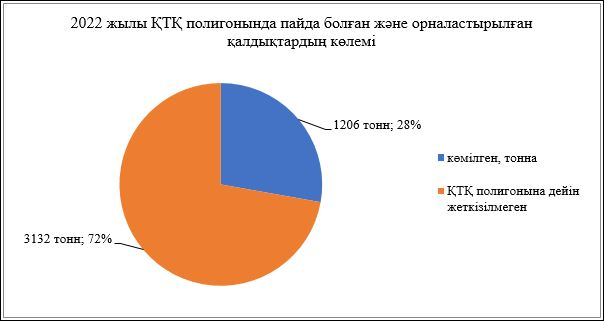 2022 жылы ҚТҚ полигонында пайда болған және орналастырылған
қалдықтардың көлемі
1206 тонн; 28%
көмілген, тонна
ҚТҚ полигонына дейін
жеткізілмеген
3132 тонн; 72%